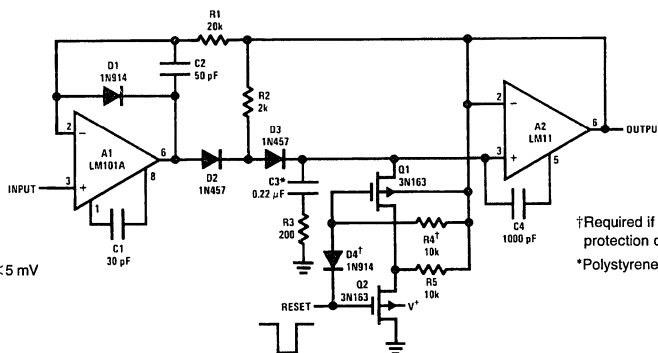 R1
20k
D1
1N914
C2
50 pF
R2
2k
2
−
A1
LM101A
6
8
3
+
1
INPUT
C1
30 pF
D2
1N457
D3
1N457
C3*
0.22 μF
R3
200
Q1
3N163
R4†
10k
D4†
1N914
R5
10k
Q2
3N163
V+
RESET
2
−
A2
LM11
6
OUTPUT
3
+
5
C4
1000 pF
†Required if
protection
*Polystyrene
<5 mV